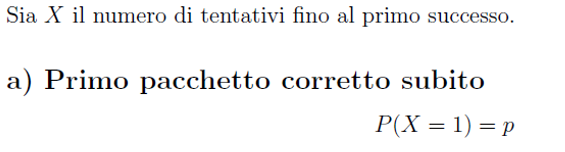 Sia X il numero di tentativi fino al primo successo.
a) Primo pacchetto corretto subito
P(X = 1) = p